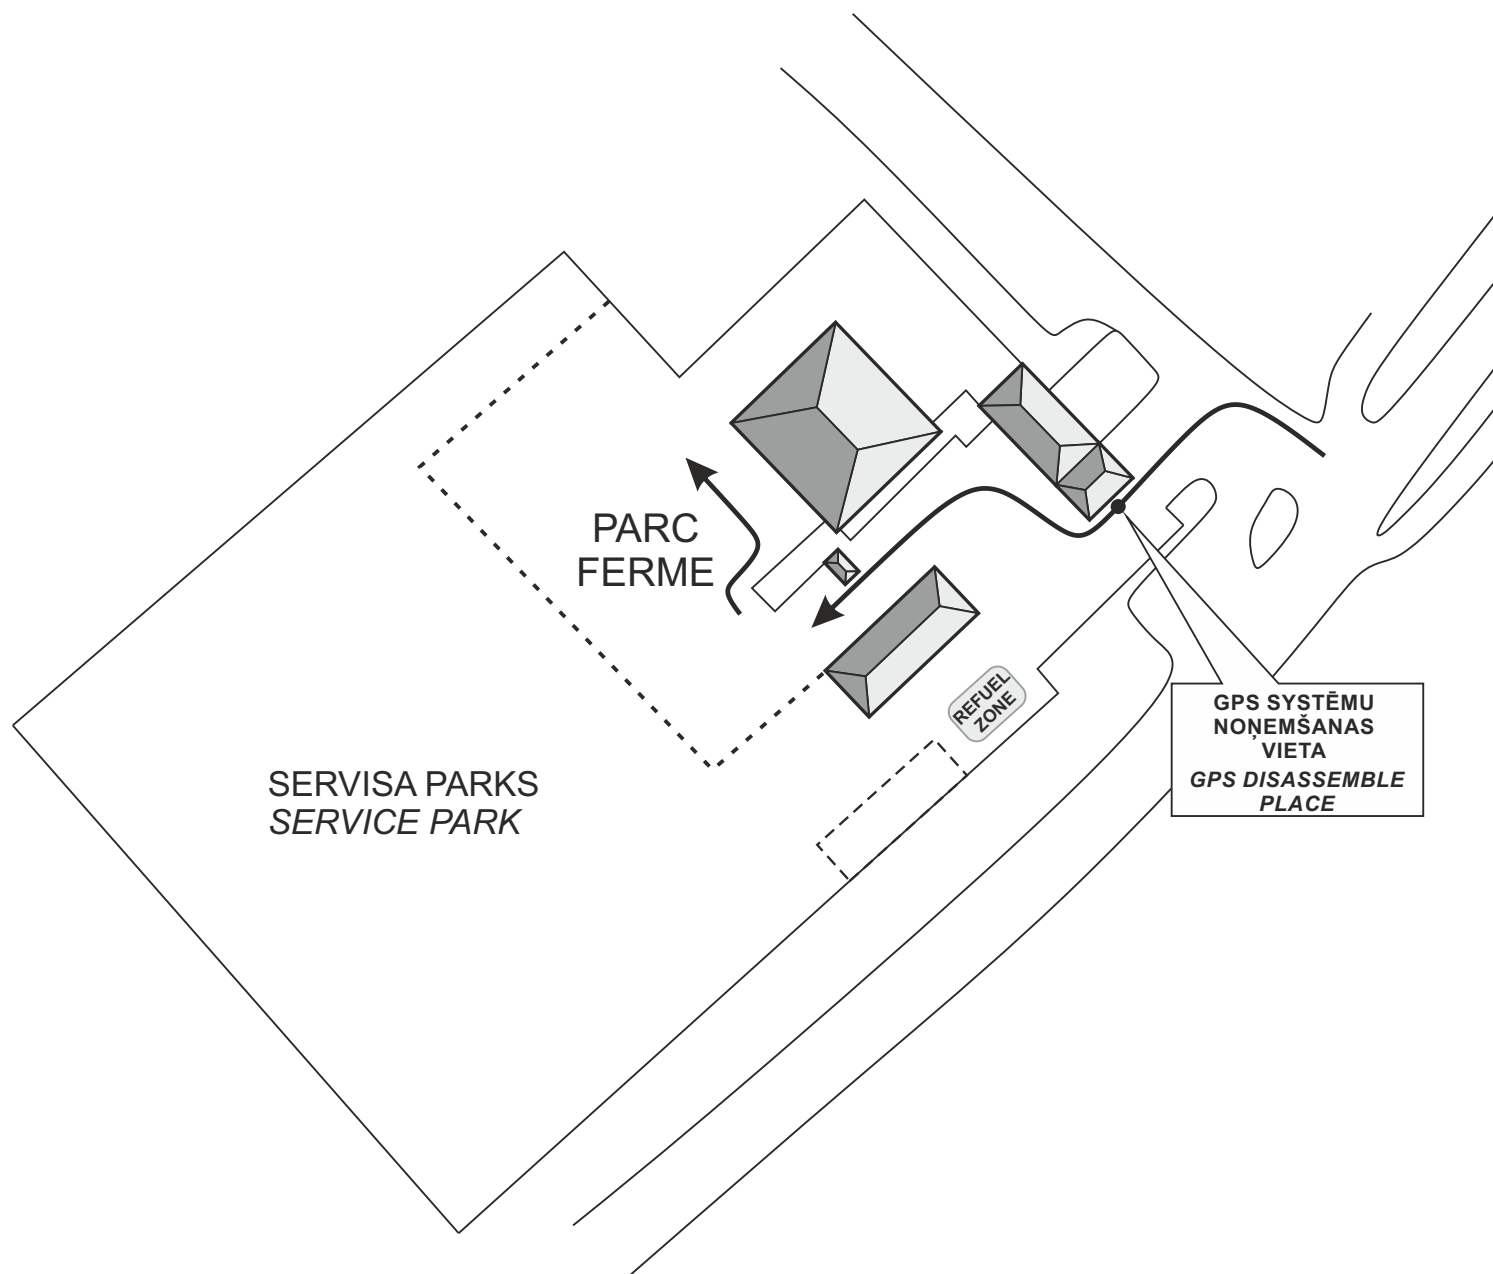 PARC
FERME
REFUEL
ZONE
GPS SYSTĒMU
NOŅEMŠANAS
VIETA
GPS DISASSEMBLE
PLACE
SERVISA PARKS
SERVICE PARK